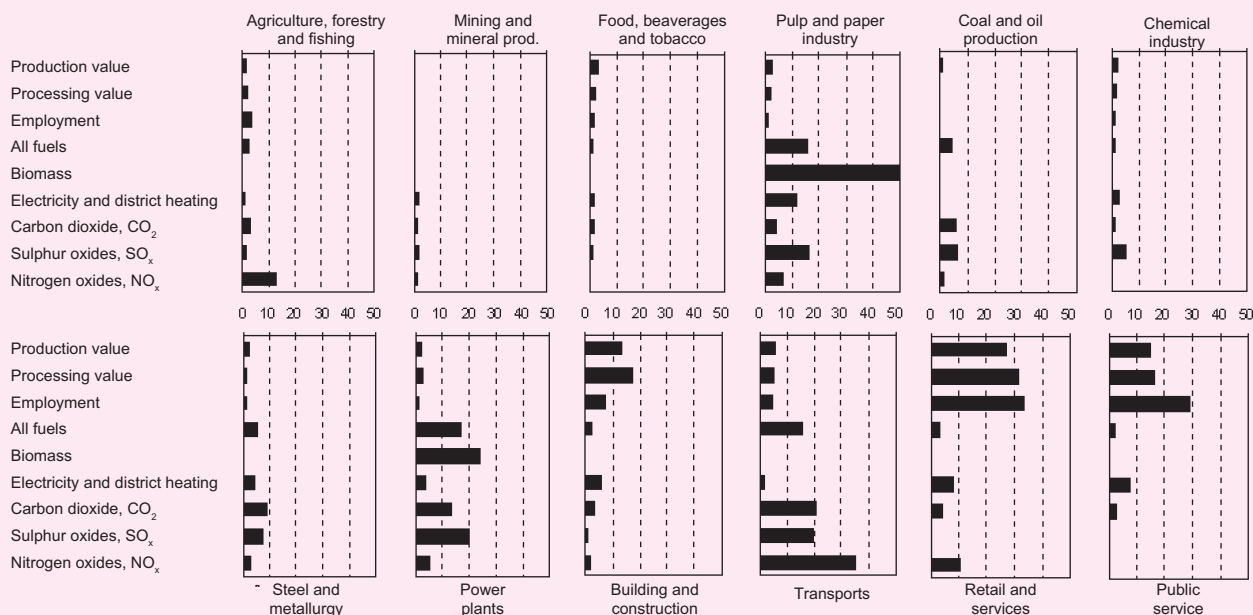 Agriculture, forestry
and fishing
Mining and
mineral prod.
Food, beaverages
and tobacco
Pulp and paper
industry
Coal and oil
production
Chemical
industry
Production value
Processing value
Employment
All fuels
Biomass
Electricity and district heating
Carbon dioxide, CO2
Sulphur oxides, SOx
Nitrogen oxides, NOx
0 10 20 30 40 50
0 10 20 30 40 50
0 10 20 30 40 50
0 10 20 30 40 50
0 10 20 30 40 50
0 10 20 30 40 50
Production value
Processing value
Employment
All fuels
Biomass
Electricity and district heating
Carbon dioxide, CO2
Sulphur oxides, SOx
Nitrogen oxides, NOx
- Steel and
metallurgy
Power
plants
Building and
construction
Transports
Retail and
services
Public
service